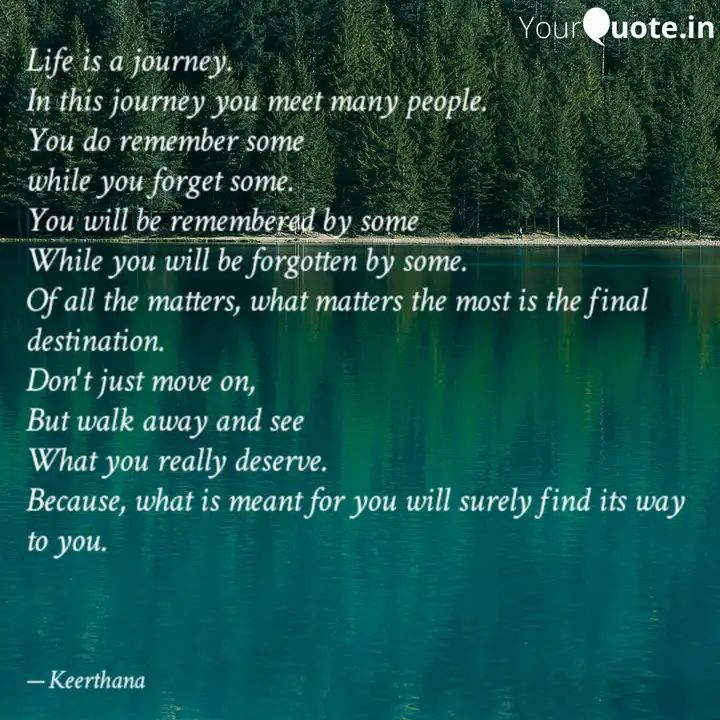 YourQuote.in
Life is a journey.
In this journey you meet many people.
You do remember some
while you forget some.
You will be remembered by some
While you will be forgotten by some.
Of all the matters, what matters the most is the final
destination.
Don't just move on,
But walk away and see
What you really deserve.
Because, what is meant for you will surely find its way
to you.
— Keerthana